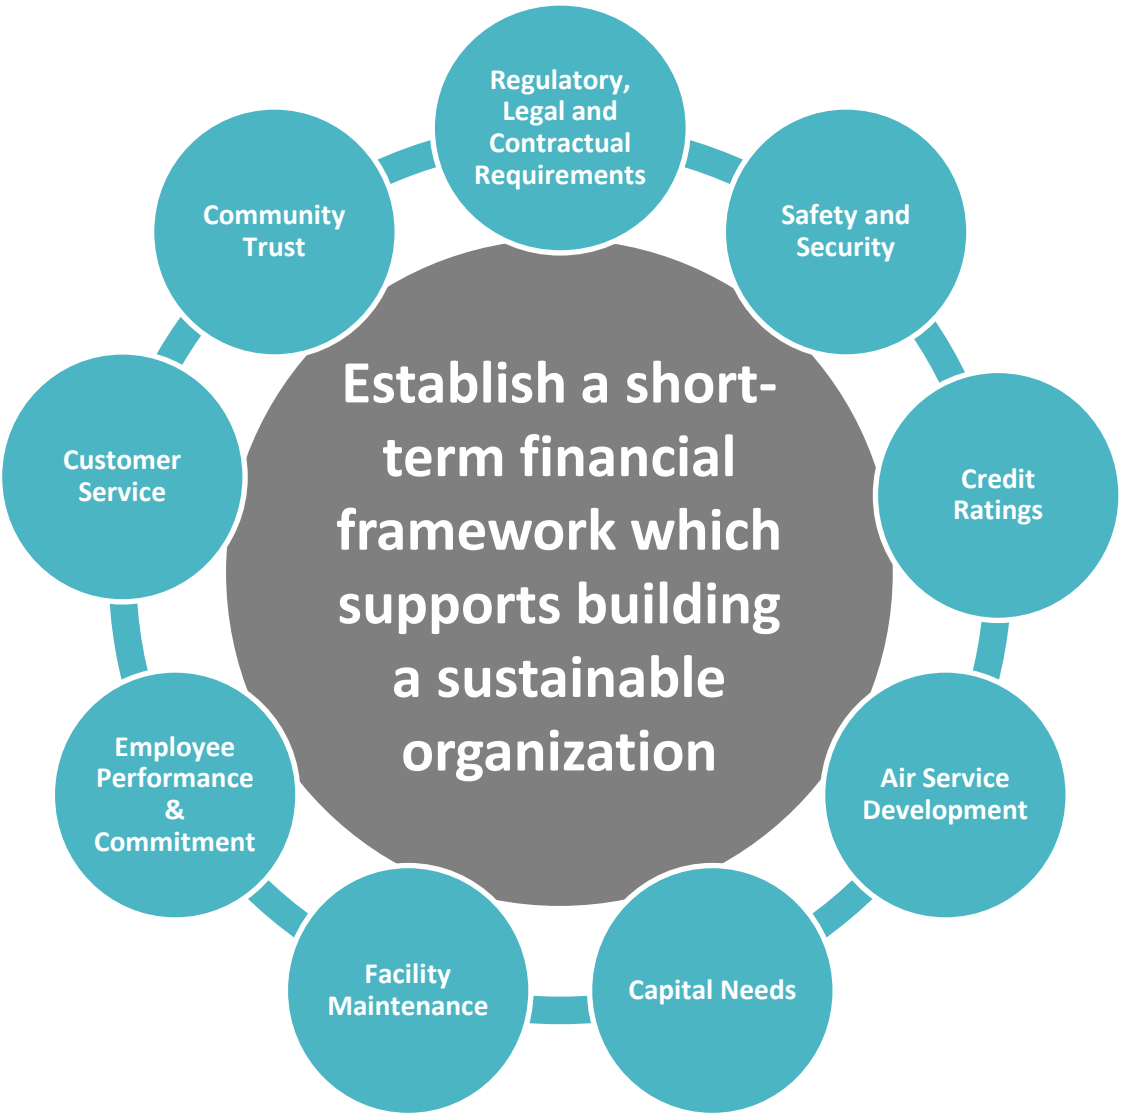 Regulatory,
Legal and
Contractual
Requirements
Safety and
Security
Credit
Ratings
Air Service
Development
Capital Needs
Facility
Maintenance
Employee
Performance
&
Commitment
Customer
Service
Community
Trust
Establish a short-
term financial
framework which
supports building
a sustainable
organization